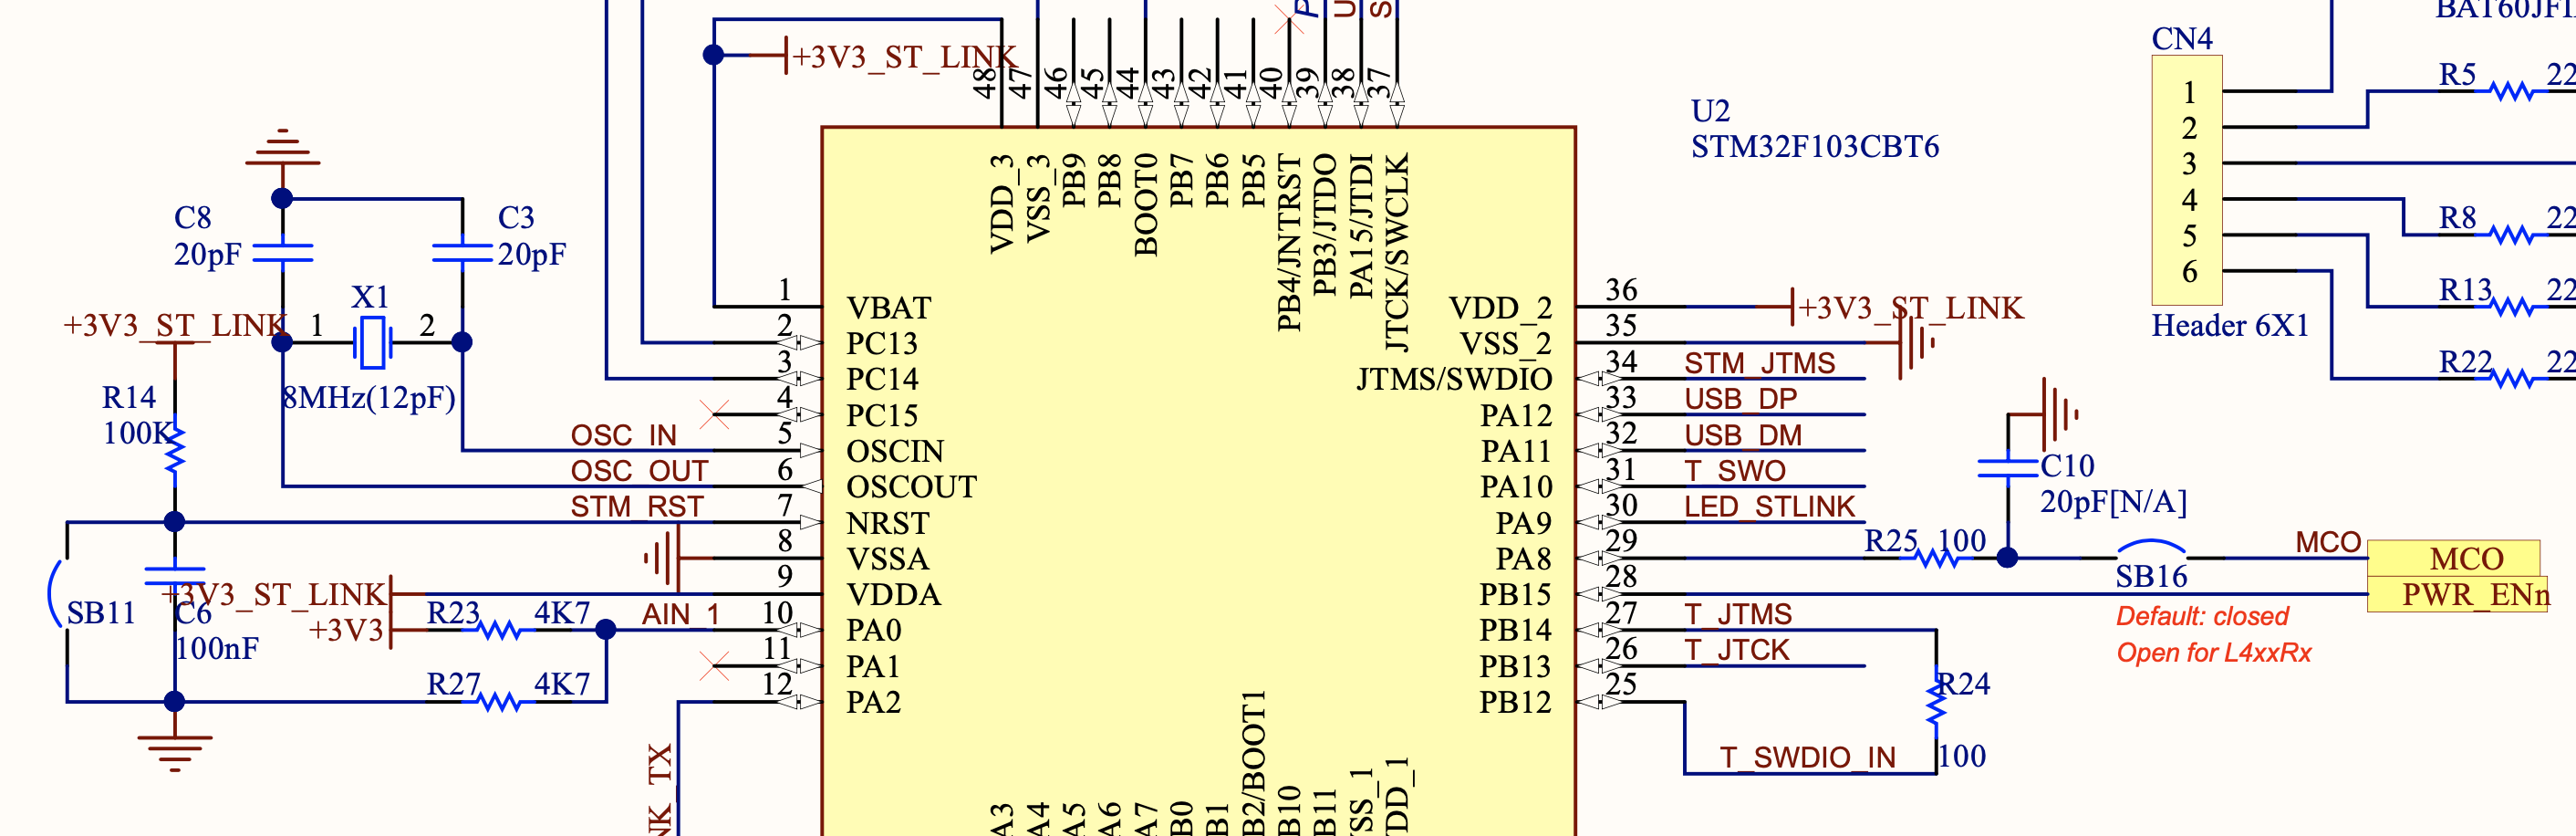 BAT60JFI
CN4
+3V3_ST_LINK
48
47
46
45
44
43
42
41
40
39
38
37
1
2
3
4
5
6
Header 6X1
R5
22
R8
22
R13
22
R22
22
U2
STM32F103CBT6
VDD_3
VSS_3
PB9
PB8
BOOT0
PB7
PB6
PB5
PB4/JNTRST
PB3/JTDO
PA15/JTDI
JTCK/SWCLK
C8
20pF
C3
20pF
X1
1
2
8MHz(12pF)
+3V3_ST_LINK
R14
100K
OSC_IN
OSC_OUT
STM_RST
SB11
C6
100nF
+3V3_ST_LINK
+3V3
R23
4K7
AIN_1
R27
4K7
1 VBAT
2 PC13
3 PC14
4 PC15
5 OSCIN
6 OSCOUT
7 NRST
8 VSSA
9 VDDA
10 PA0
11 PA1
12 PA2
VDD_2 36
VSS_2 35
JTMS/SWDIO 34
PA12 33
PA11 32
PA10 31
PA9 30
PA8 29
PB15 28
PB14 27
PB13 26
PB12 25
+3V3_ST_LINK
STM_JTMS
USB_DP
USB_DM
T_SWO
LED_STLINK
R25 100
C10
20pF[N/A]
SB16
MCO
MCO
PWR_ENn
Default: closed
Open for L4xxRx
T_JTMS
T_JTCK
R24
100
T_SWDIO_IN
NK_TX
A3
A4
A5
A6
A7
B0
B1
B2/BOOT1
B10
B11
SS_1
DD_1